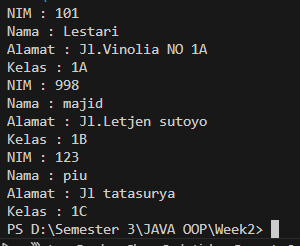 NIM : 101
Nama : Lestari
Alamat : Jl.Vinolia NO 1A
Kelas : 1A
NIM : 998
Nama : majid
Alamat : Jl.Letjen sutoyo
Kelas : 1B
NIM : 123
Nama : piu
Alamat : Jl tatasurya
Kelas : 1C
PS D:\Semester 3\JAVA OOP\Week2>